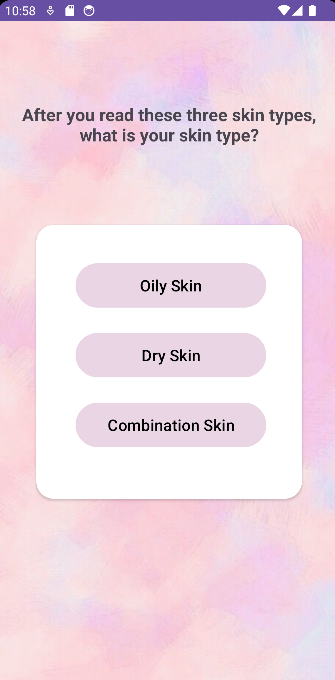 10:58
After you read these three skin types,
what is your skin type?
Oily Skin
Dry Skin
Combination Skin